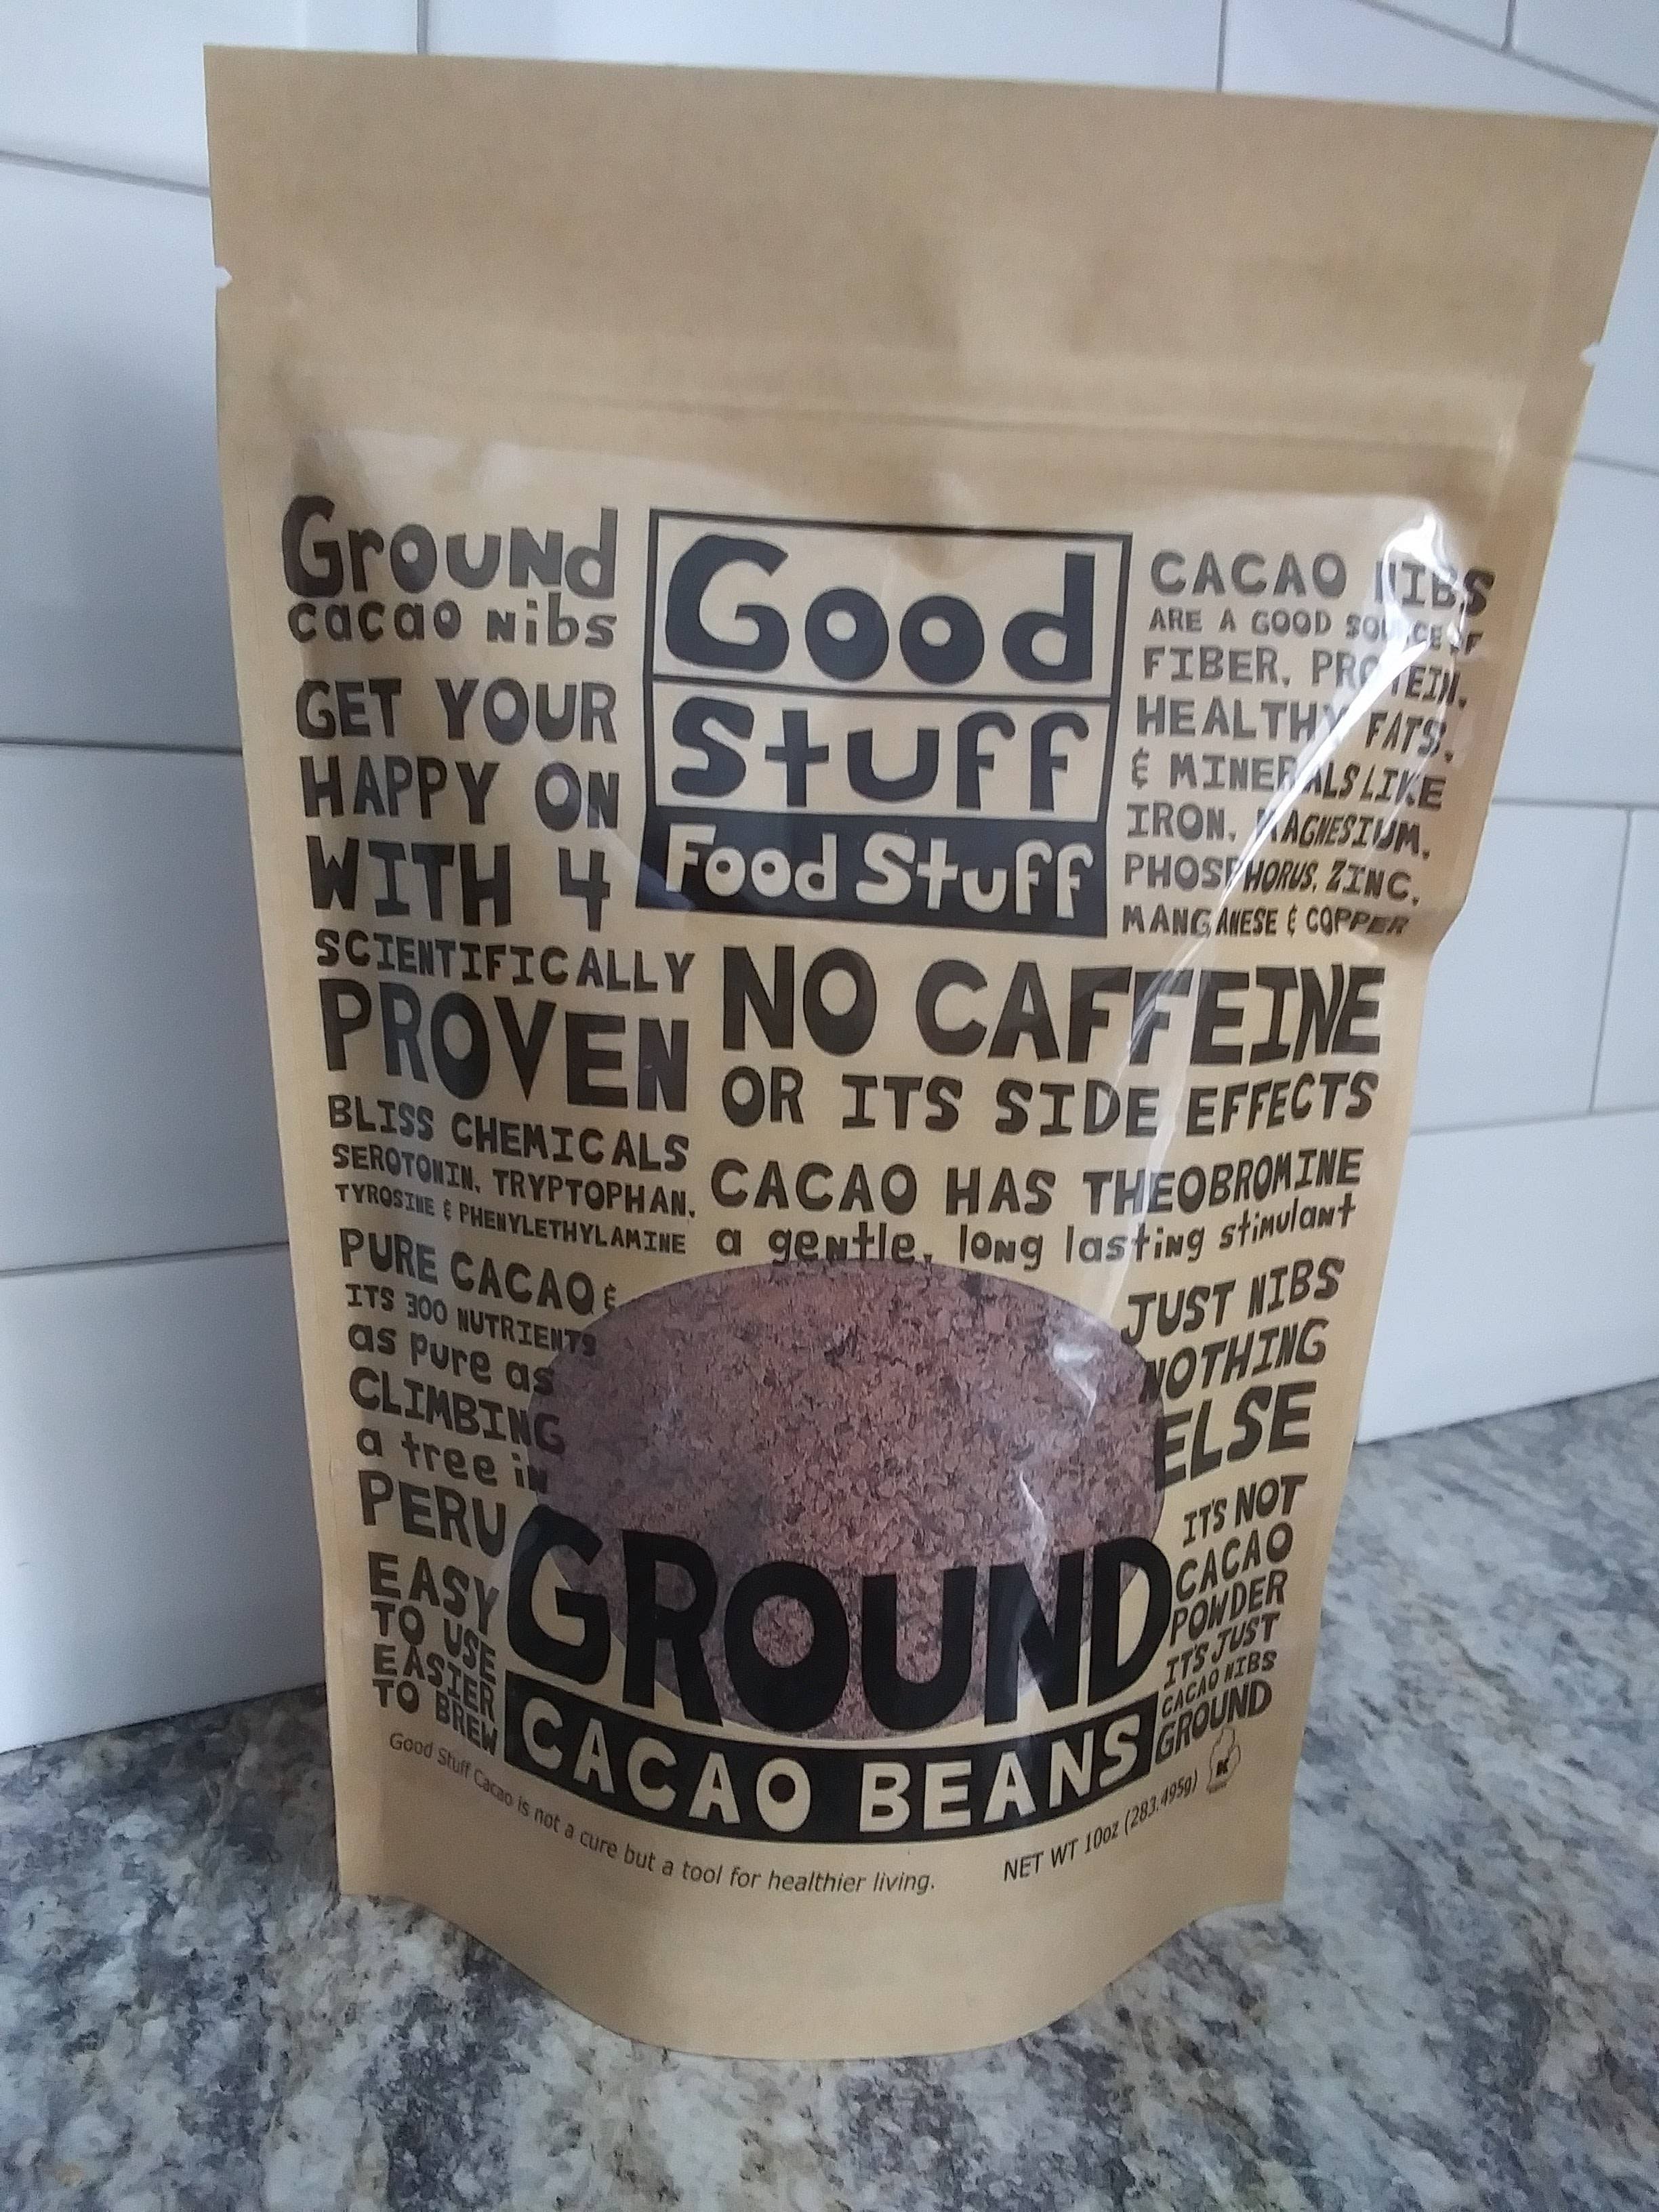 Ground
cacao nibs
GET YOUR
HAPPY ON
WITH 4
SCIENTIFICALLY
PROVEN
BLISS CHEMICALS
SEROTONIN, TRYPTOPHAN,
TYROSINE & PHENYLETHYLAMINE
PURE CACAO &
ITS 300 NUTRIENTS
as pure as
CLIMBING
a tree in
PERU
EASY
TO USE
EASIER
TO BREW
Good
Stuff
Food Stuff
CACAO NIBS
ARE A GOOD SOURCE OF
FIBER, PROTEIN,
HEALTHY FATS,
& MINERALS LIKE
IRON, MAGNESIUM,
PHOSPHORUS, ZINC,
MANGANESE & COPPER
NO CAFFEINE
OR ITS SIDE EFFECTS
CACAO HAS THEOBROMINE
a gentle, long lasting stimulant
JUST NIBS
NOTHING
ELSE
IT'S NOT
CACAO
POWDER
IT'S JUST
CACAO NIBS
GROUND
GROUND
CACAO BEANS
Good Stuff Cacao is not a cure but a tool for healthier living.
NET WT 10oz (283.495g)
K